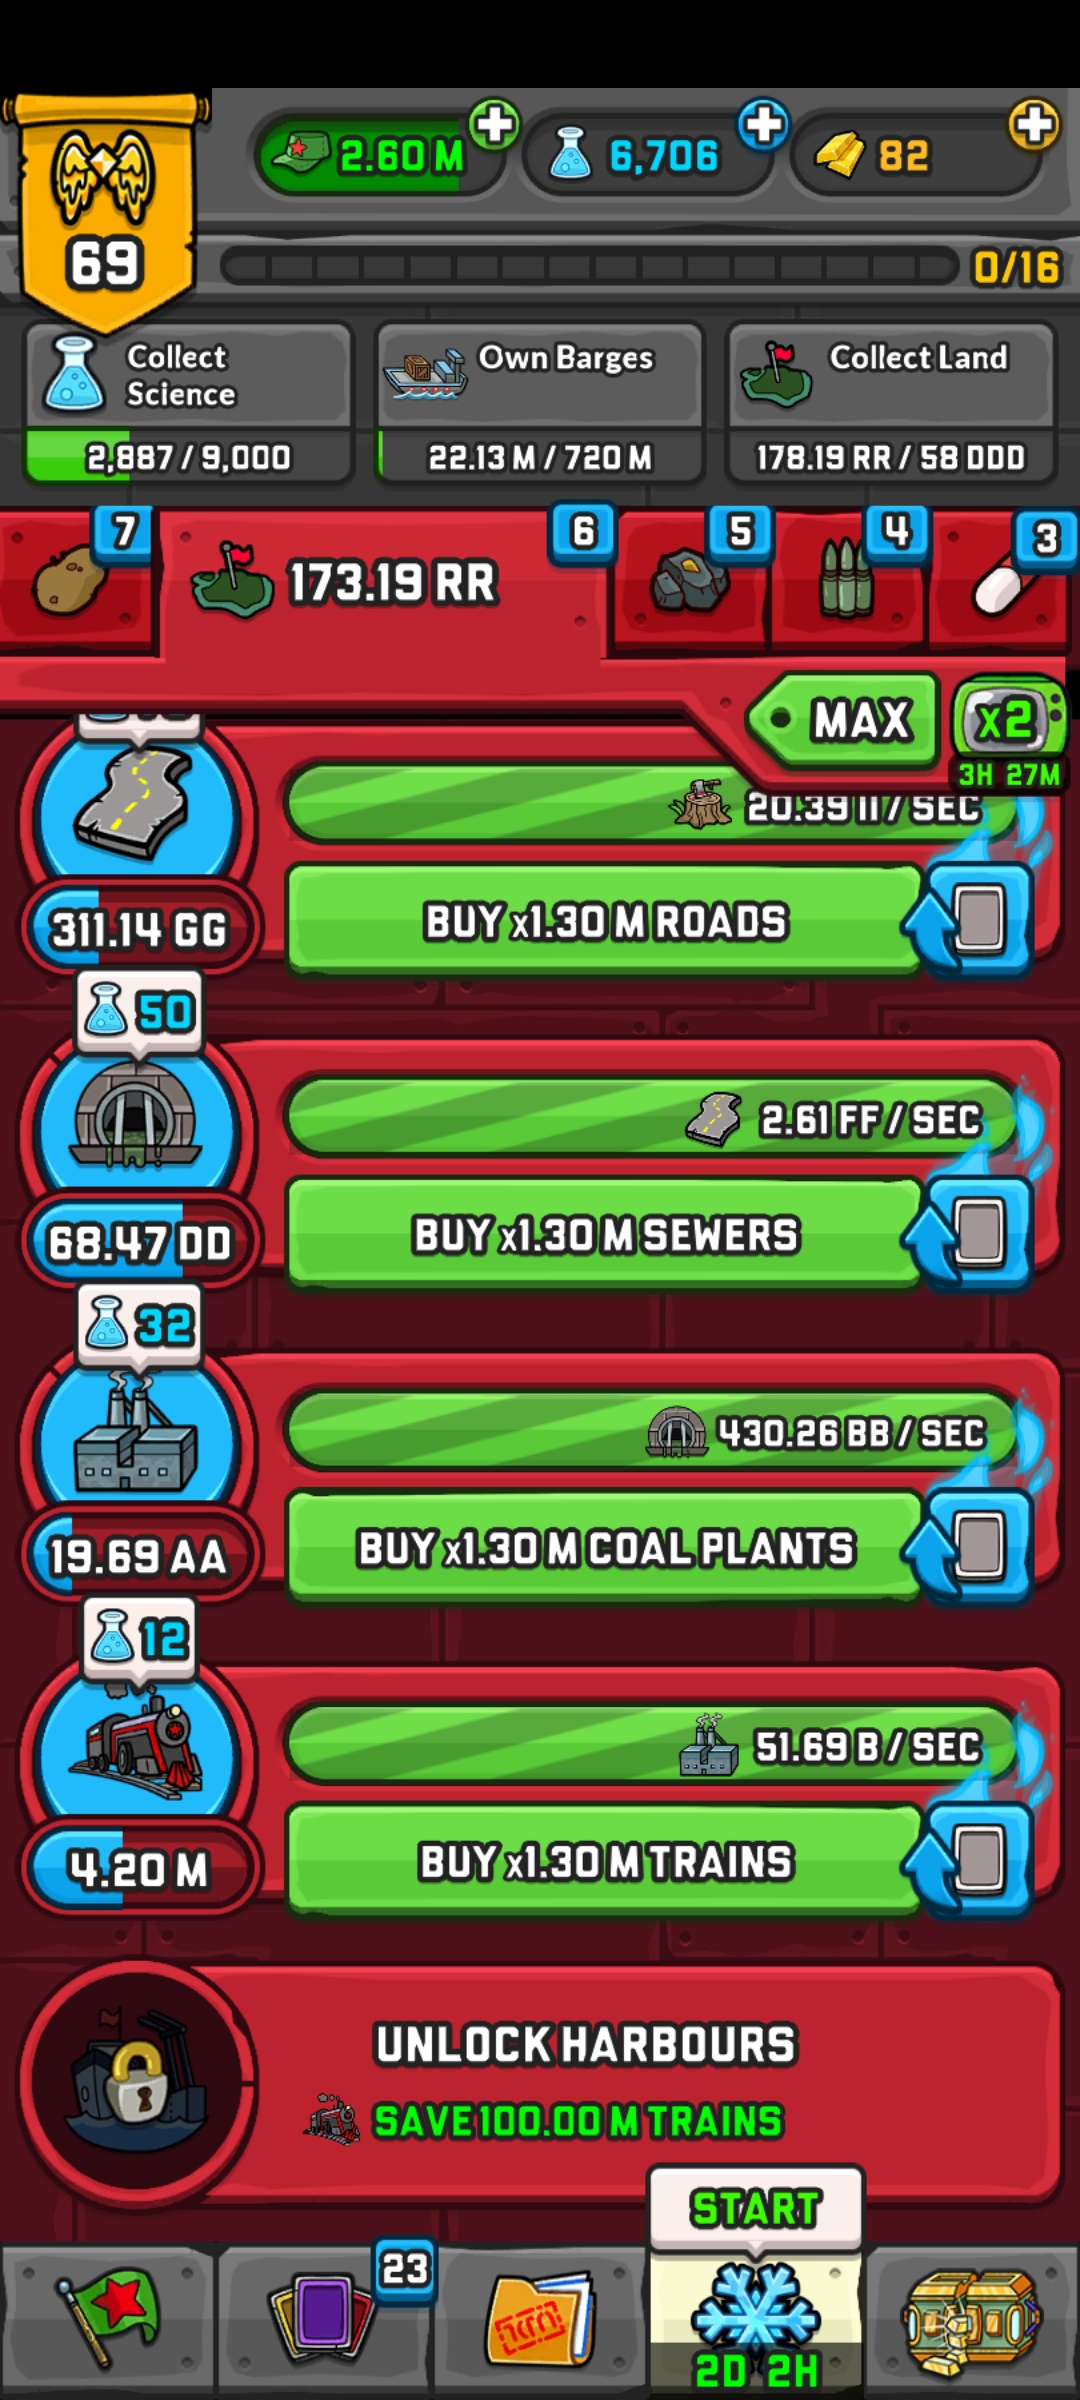 2.60 M
6,706
82
69
0/16
Collect
Science
2,887 / 9,000
Own Barges
22.13 M / 720 M
Collect Land
178.19 RR / 58 DDD
7
173.19 RR
6
5
4
3
MAX
x2
3H 27M
20.39 II / SEC
BUY x1.30 M ROADS
311.14 GG
50
2.61 FF / SEC
BUY x1.30 M SEWERS
68.47 DD
32
430.26 BB / SEC
BUY x1.30 M COAL PLANTS
19.69 AA
12
51.69 B / SEC
BUY x1.30 M TRAINS
4.20 M
UNLOCK HARBOURS
SAVE 100.00 M TRAINS
START
23
2D 2H